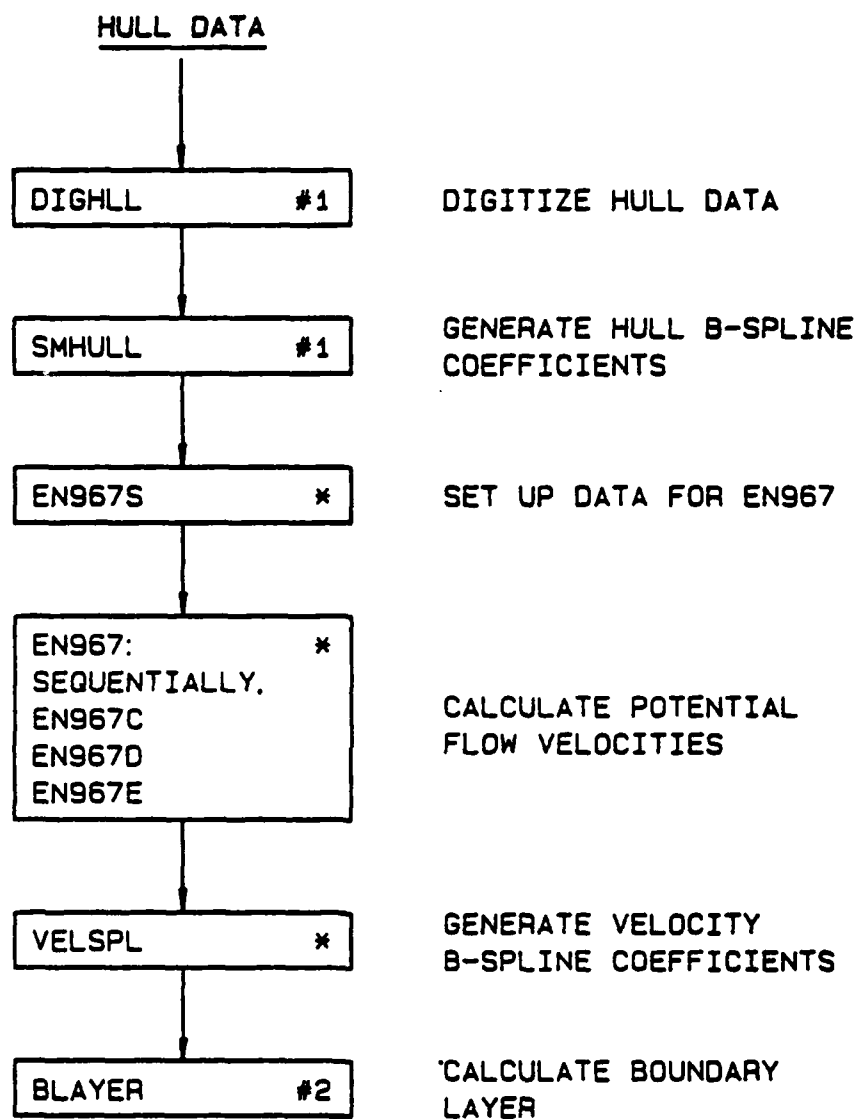 HULL DATA
DIGHLL #1
DIGITIZE HULL DATA
SMHULL #1
GENERATE HULL B-SPLINE
COEFFICIENTS
EN967S *
SET UP DATA FOR EN967
EN967: *
SEQUENTIALLY,
EN967C
EN967D
EN967E
CALCULATE POTENTIAL
FLOW VELOCITIES
VELSPL *
GENERATE VELOCITY
B-SPLINE COEFFICIENTS
BLAYER #2
CALCULATE BOUNDARY
LAYER